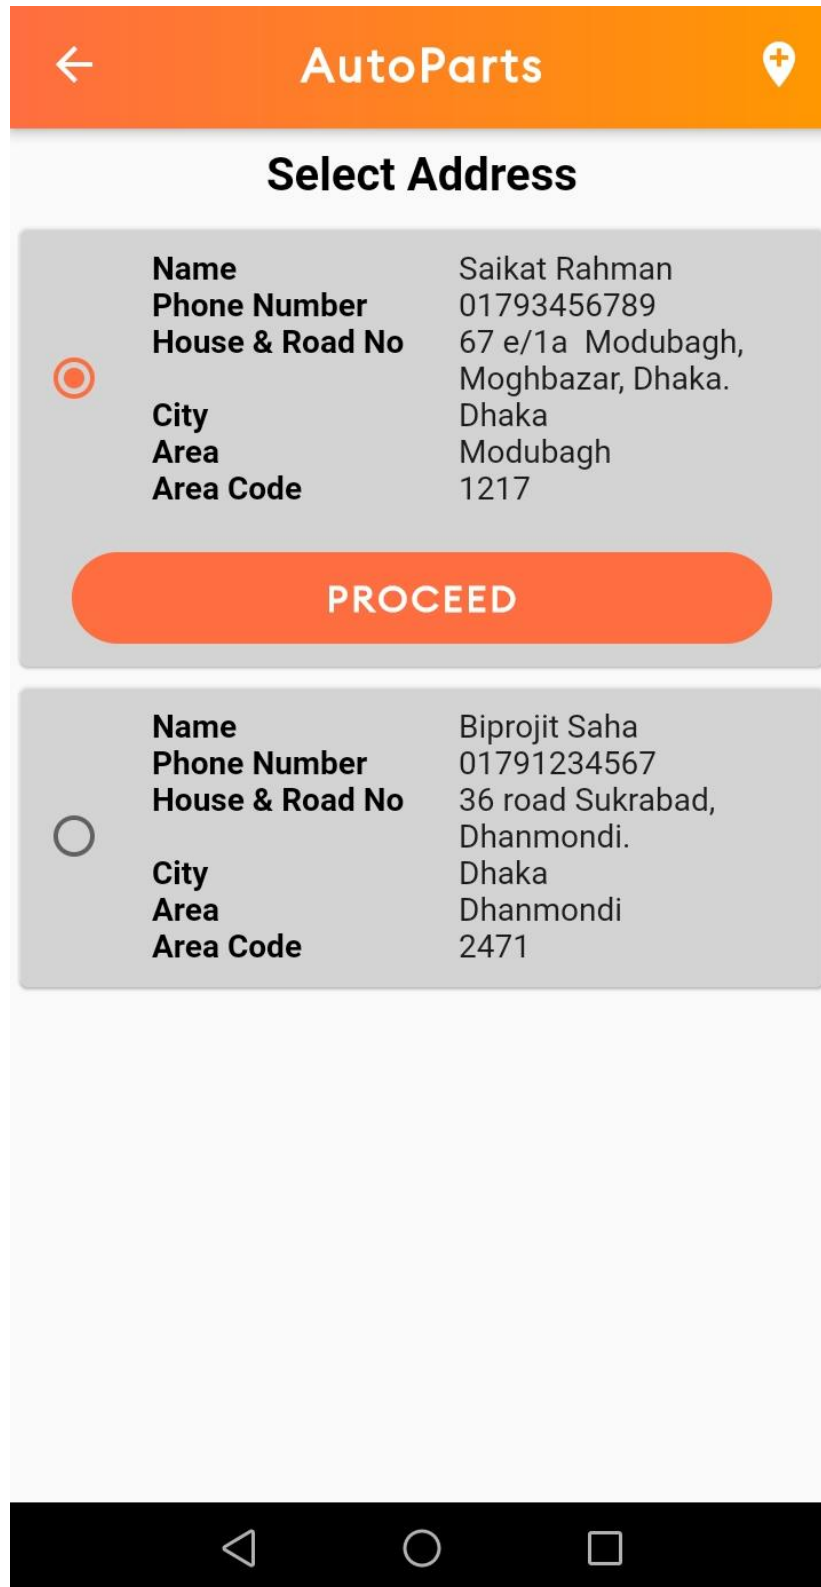 AutoParts
Select Address
Name Saikat Rahman
Phone Number 01793456789
House & Road No 67 e/1a  Modubagh,
Moghbazar, Dhaka.
City Dhaka
Area Modubagh
Area Code 1217
PROCEED
Name Biprojit Saha
Phone Number 01791234567
House & Road No 36 road Sukrabad,
Dhanmondi.
City Dhaka
Area Dhanmondi
Area Code 2471